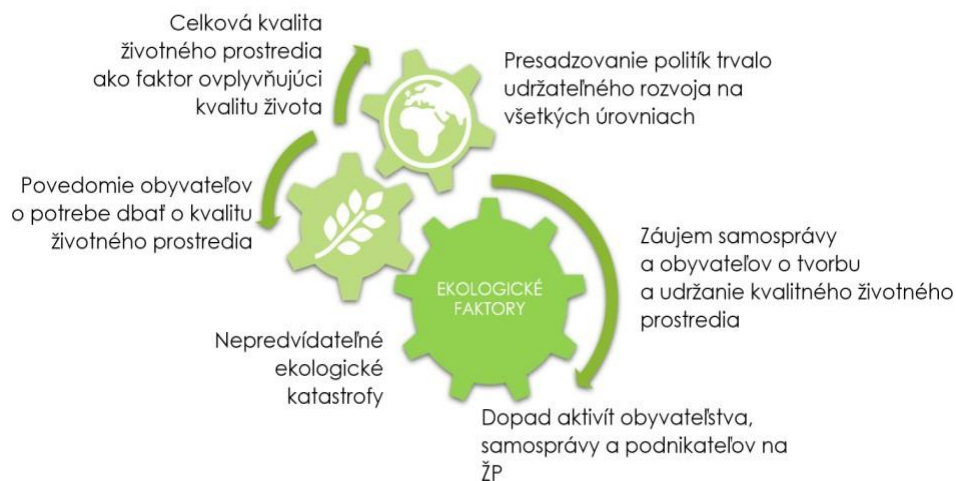 Celková kvalita
životného prostredia
ako faktor ovplyvňujúci
kvalitu života
Presadzovanie politík trvalo
udržateľného rozvoja na
všetkých úrovniach
Povedomie obyvateľov
o potrebe dbať o kvalitu
životného prostredia
Záujem samosprávy
a obyvateľov o tvorbu
a udržanie kvalitného životného
prostredia
EKOLOGICKÉ
FAKTORY
Nepredvídateľné
ekologické
katastrofy
Dopad aktivít obyvateľstva,
samosprávy a podnikateľov na
ŽP